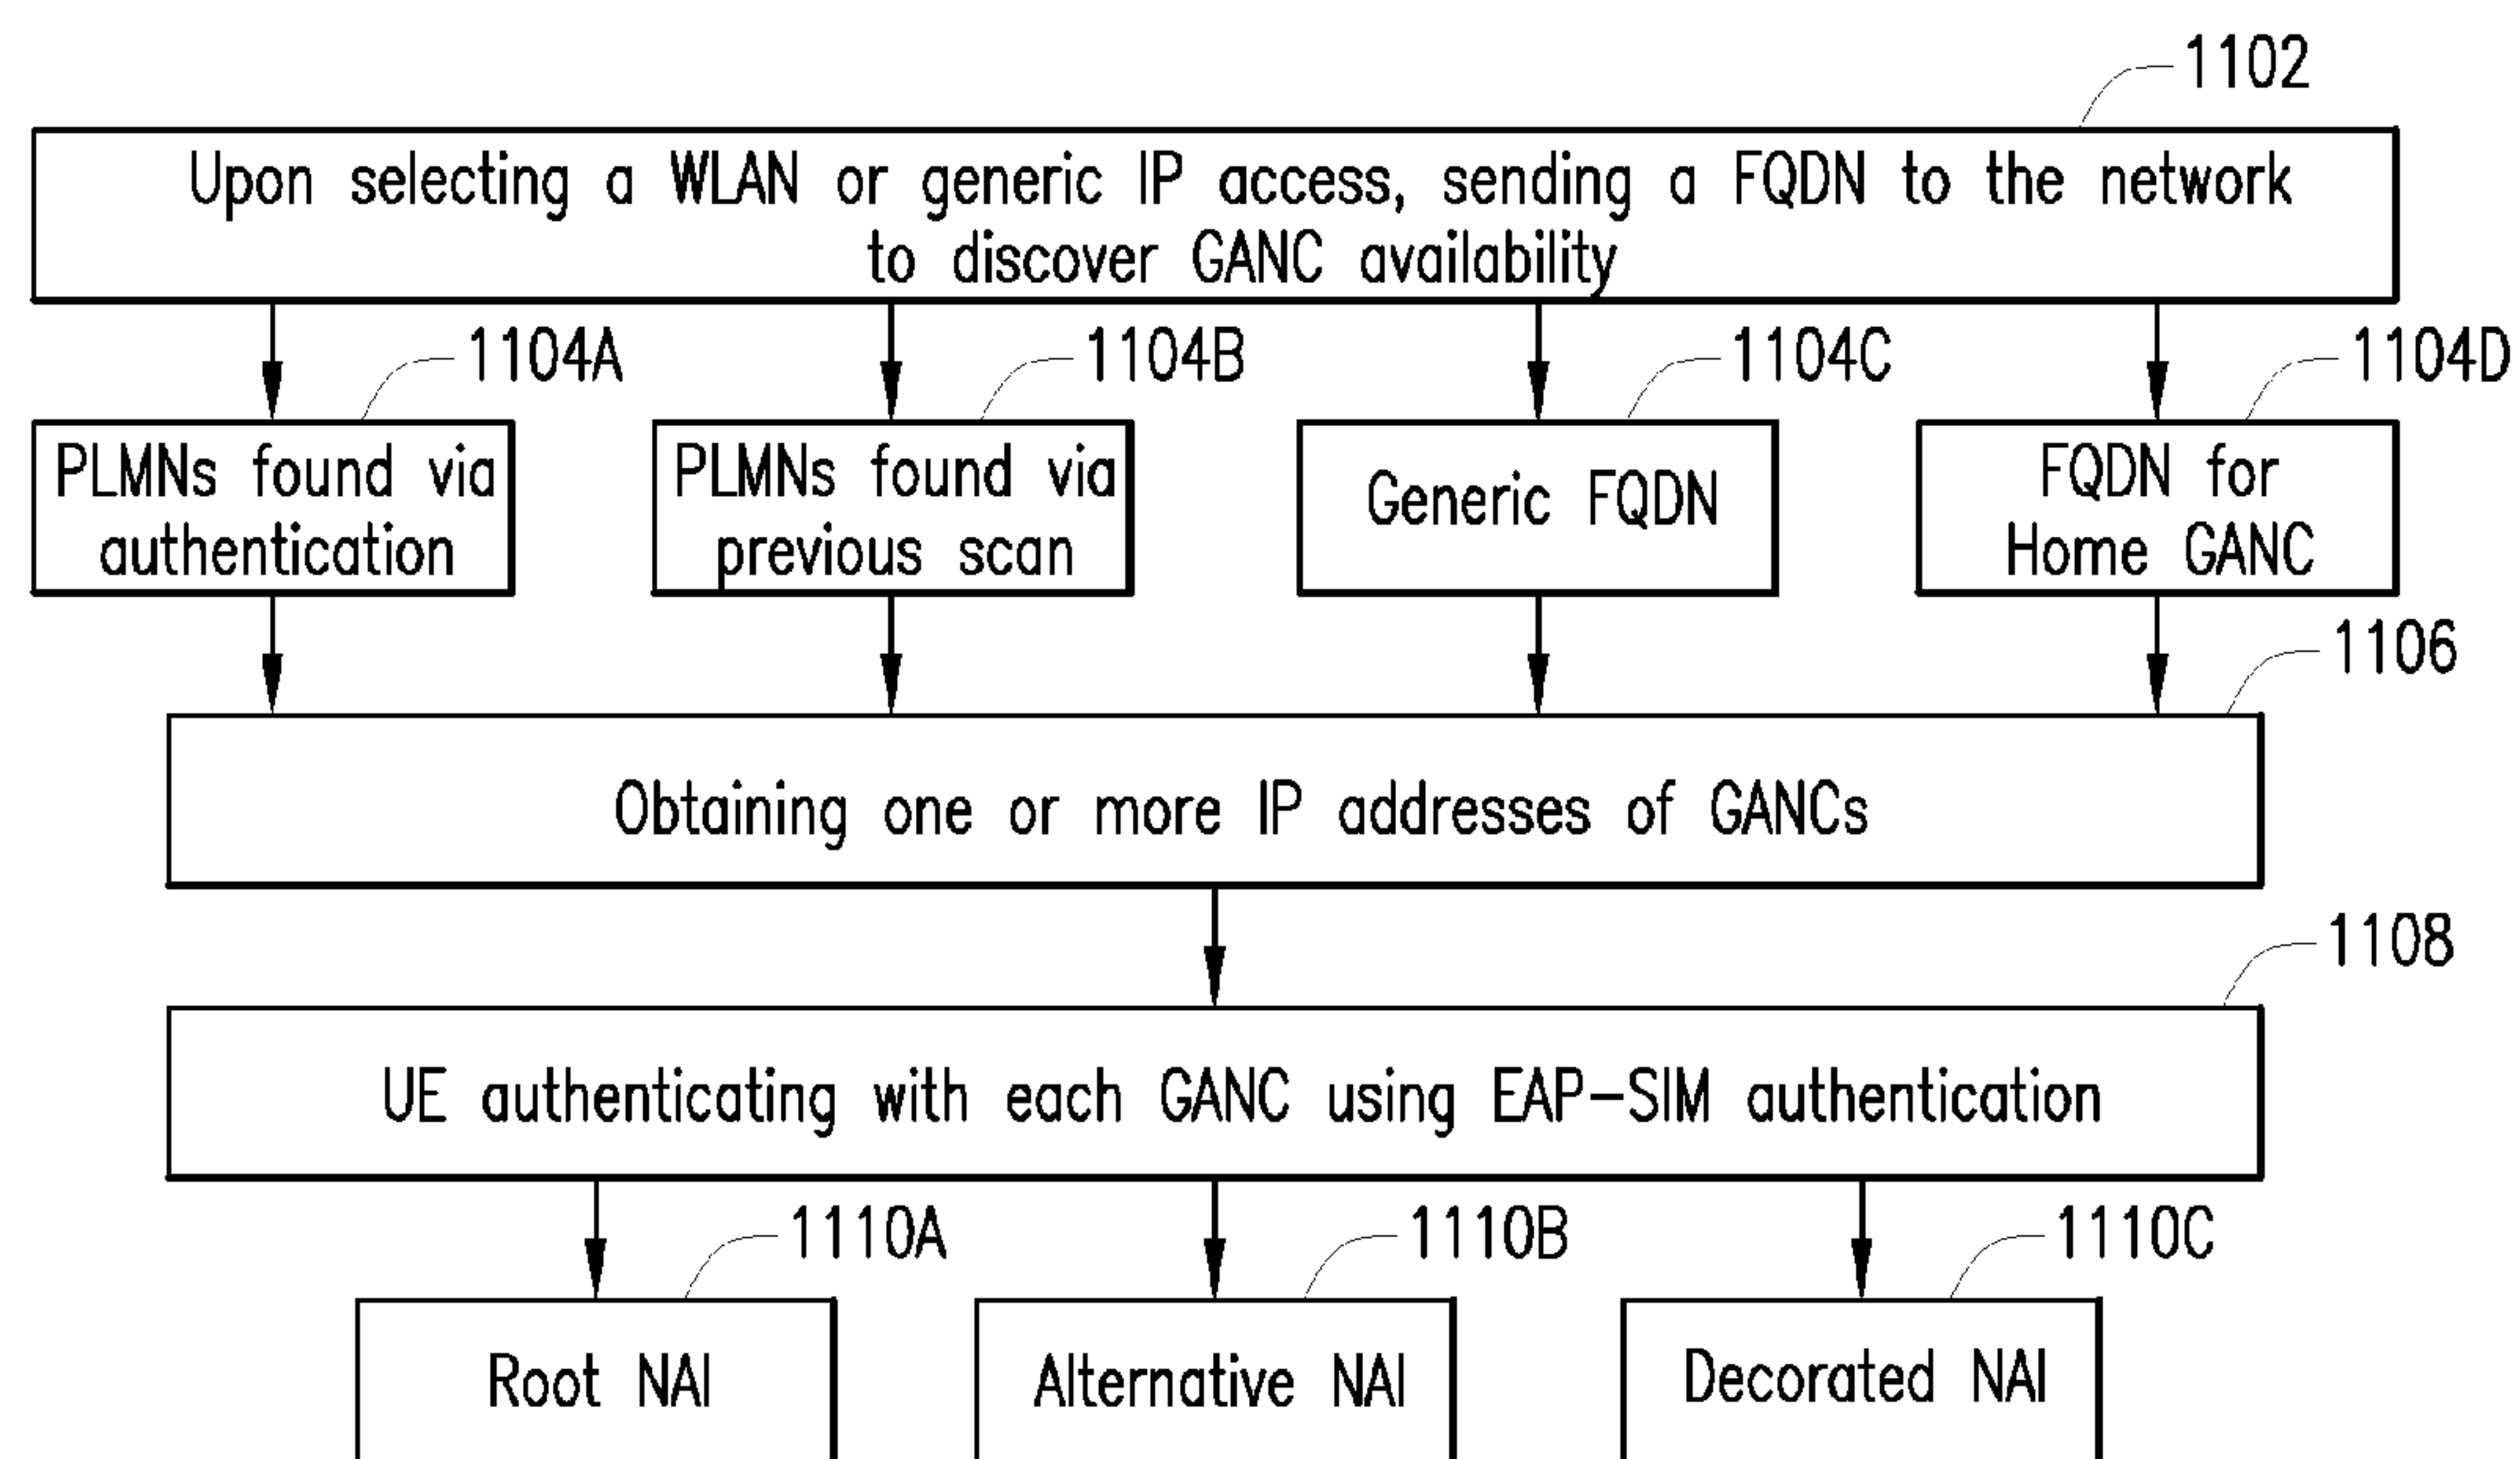 1102
Upon selecting a WLAN or generic IP access, sending a FQDN to the network
to discover GANC availability
1104A
1104B
1104C
1104D
PLMNs found via
authentication
PLMNs found via
previous scan
Generic FQDN
FQDN for
Home GANC
1106
Obtaining one or more IP addresses of GANCs
1108
UE authenticating with each GANC using EAP-SIM authentication
1110A
1110B
1110C
Root NAI
Alternative NAI
Decorated NAI